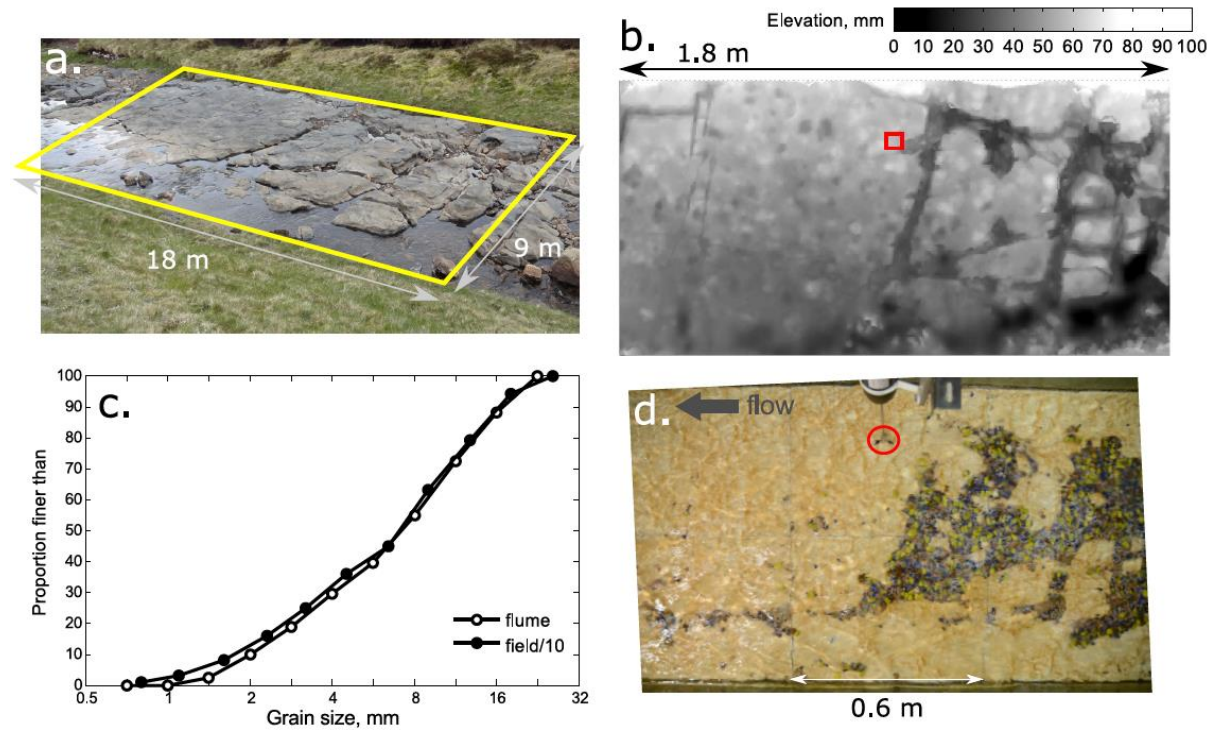 a.
18 m
9 m
b.
Elevation, mm
0 10 20 30 40 50 60 70 80 90 100
1.8 m
c.
Proportion finer than
100
90
80
70
60
50
40
30
20
10
0
0.5 1 2 4 8 16 32
Grain size, mm
flume
field/10
d.
flow
0.6 m